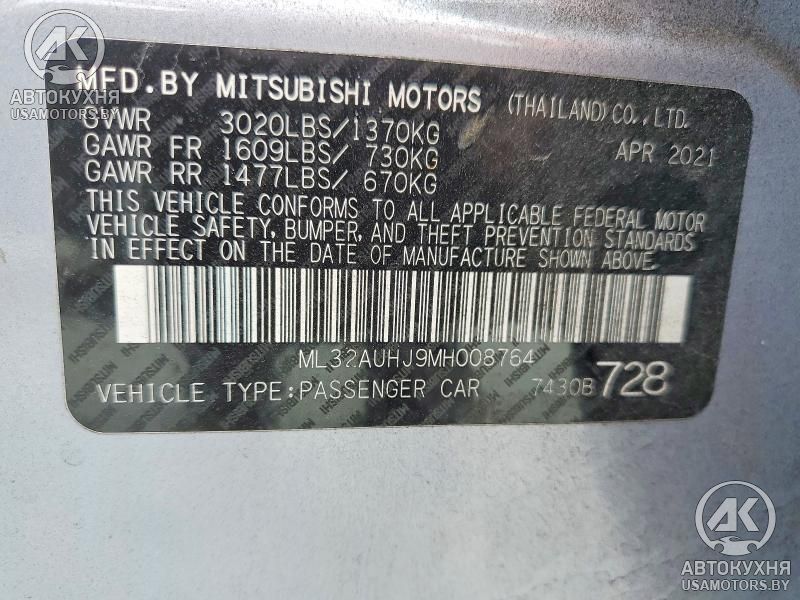 AK
АВТОКУХНЯ
USAMOTORS.BY
MFD.BY MITSUBISHI MOTORS (THAILAND) CO., LTD.
GVWR 3020LBS/1370KG
APR 2021
GAWR FR 1609LBS/ 730KG
GAWR RR 1477LBS/ 670KG
THIS VEHICLE CONFORMS TO ALL APPLICABLE FEDERAL MOTOR
VEHICLE SAFETY, BUMPER, AND THEFT PREVENTION STANDARDS
IN EFFECT ON THE DATE OF MANUFACTURE SHOWN ABOVE.
ML32AUHJ9MH008764
VEHICLE TYPE:PASSENGER CAR 7430B 728
AK
АВТОКУХНЯ
USAMOTORS.BY